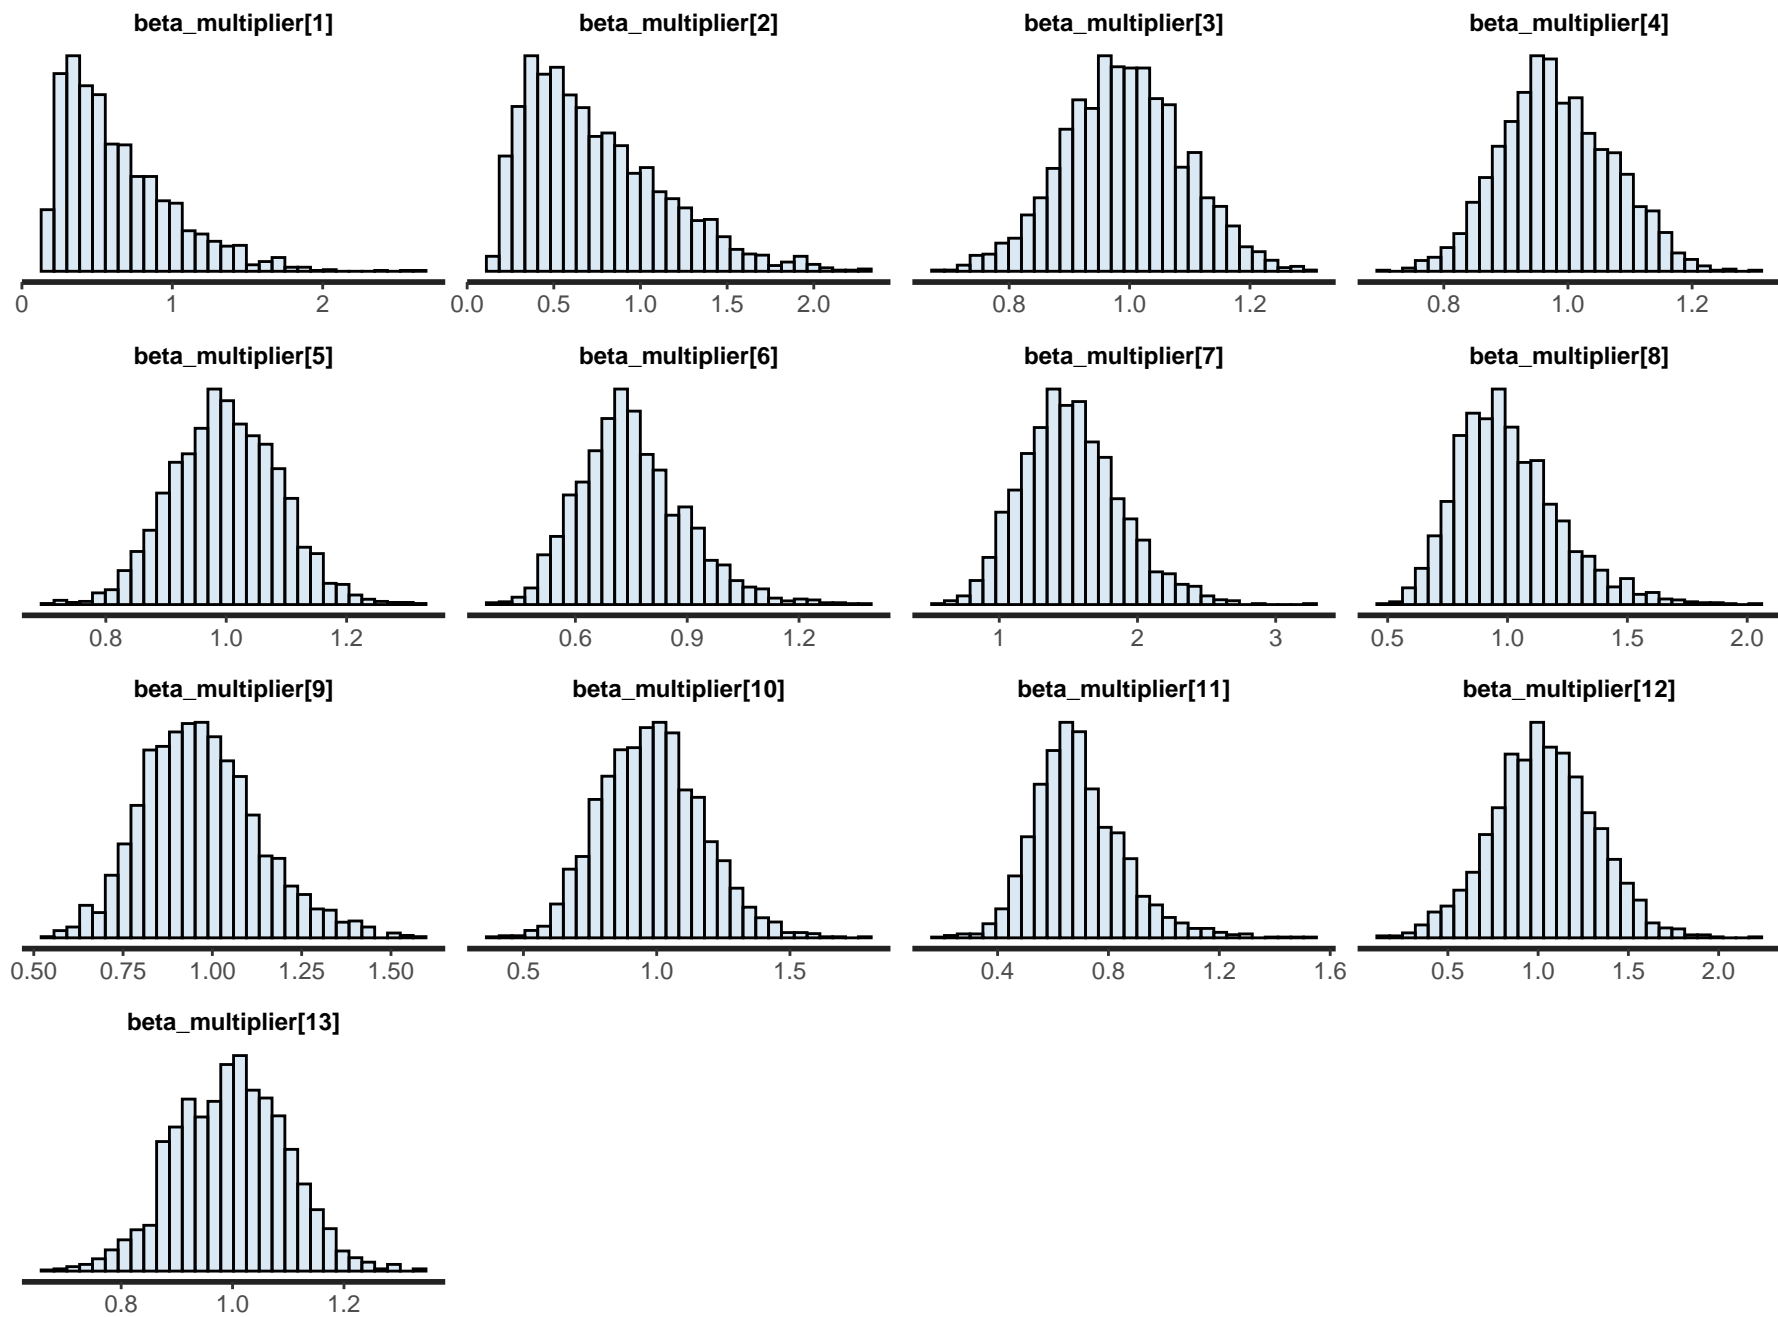 beta_multiplier[1] beta_multiplier[2] beta_multiplier[3] beta_multiplier[4]
0 1 2 0.0 0.5 1.0 1.5 2.0 0.8 1.0 1.2 0.8 1.0 1.2
beta_multiplier[5] beta_multiplier[6] beta_multiplier[7] beta_multiplier[8]
0.8 1.0 1.2 0.6 0.9 1.2 1 2 3 0.5 1.0 1.5 2.0
beta_multiplier[9] beta_multiplier[10] beta_multiplier[11] beta_multiplier[12]
0.50 0.75 1.00 1.25 1.50 0.5 1.0 1.5 0.4 0.8 1.2 1.6 0.5 1.0 1.5 2.0
beta_multiplier[13]
0.8 1.0 1.2